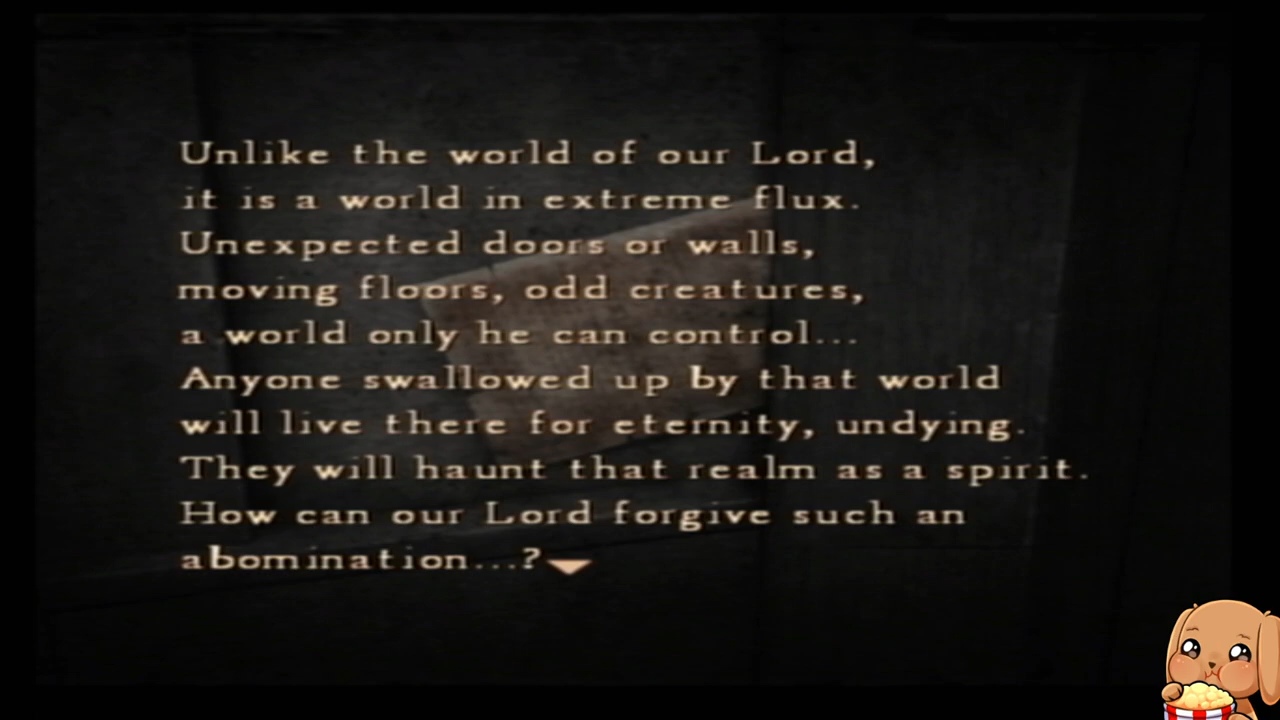 Unlike the world of our Lord,
it is a world in extreme flux.
Unexpected doors or walls,
moving floors, odd creatures,
a world only he can control...
Anyone swallowed up by that world
will live there for eternity, undying.
They will haunt that realm as a spirit.
How can our Lord forgive such an
abomination...?